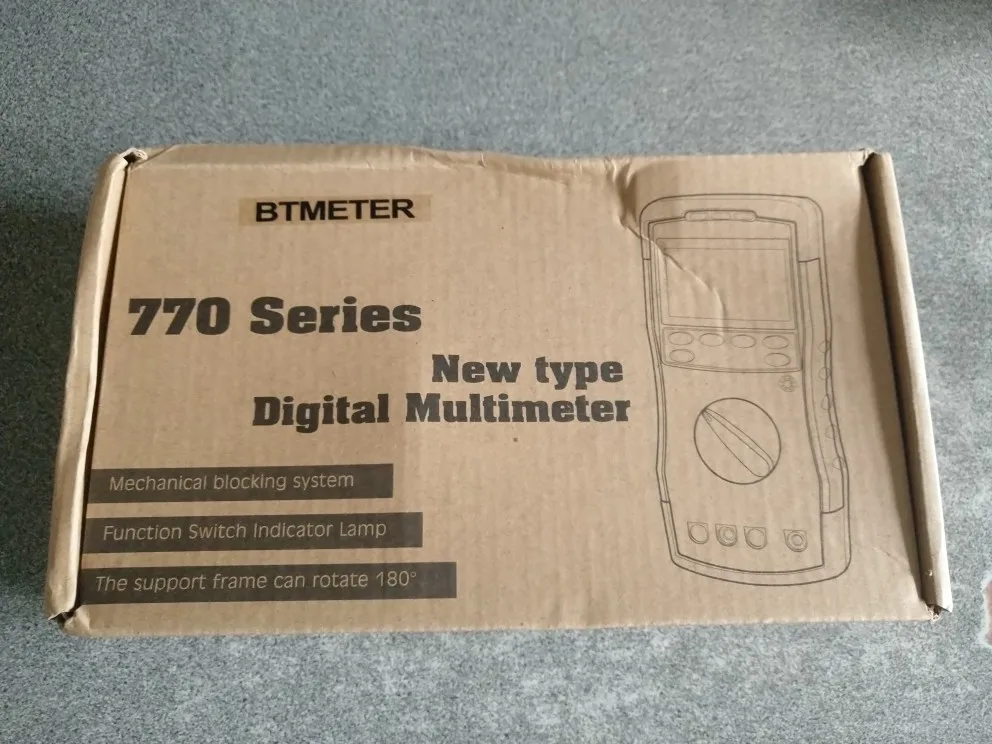 BTMETER
770 Series
New type
Digital Multimeter
Mechanical blocking system
Function Switch Indicator Lamp
The support frame can rotate 180°